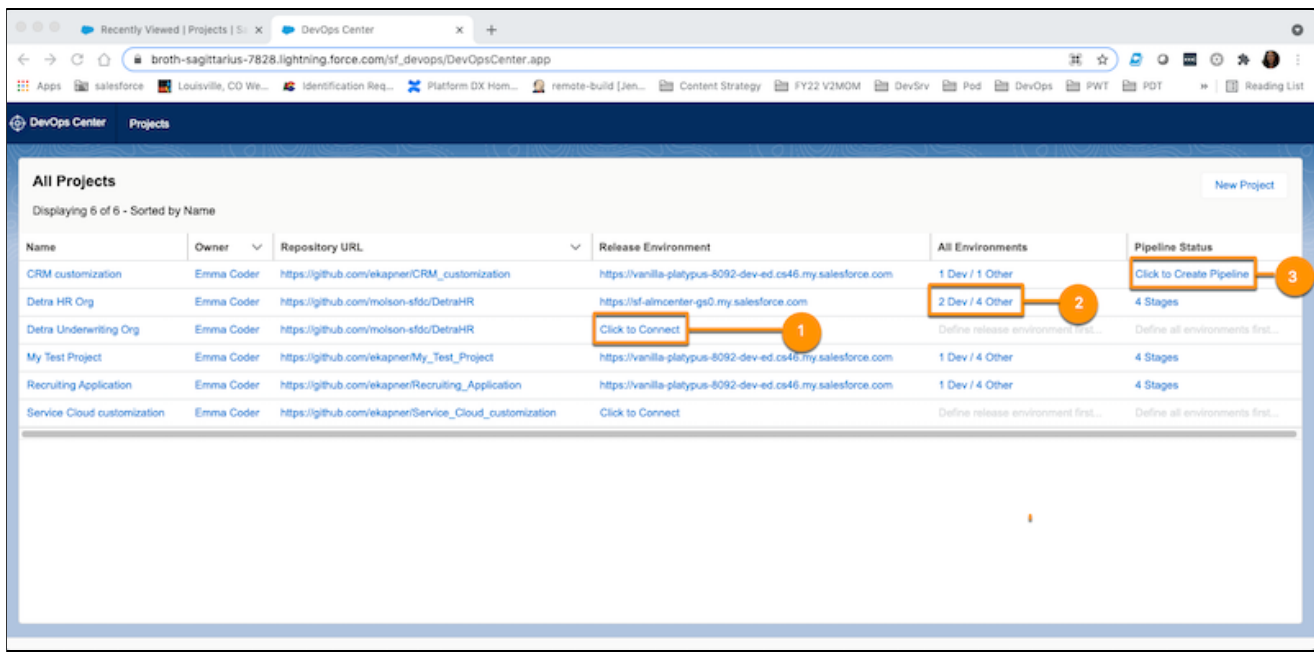 Recently Viewed | Projects | Sa
DevOps Center
broth-sagittarius-7828.lightning.force.com/sf_devops/DevOpsCenter.app
Apps salesforce Louisville, CO We... Identification Req... Platform DX Hom... remote-build [Jen... Content Strategy FY22 V2MOM DevSrv Pod DevOps PWT PDT » Reading List
DevOps Center Projects
All Projects
New Project
Displaying 6 of 6 - Sorted by Name
Name Owner Repository URL Release Environment All Environments Pipeline Status
CRM customization Emma Coder https://github.com/ekapner/CRM_customization https://vanilla-platypus-8092-dev-ed.cs46.my.salesforce.com 1 Dev / 1 Other Click to Create Pipeline 3
Detra HR Org Emma Coder https://github.com/molson-sfdc/DetraHR https://sf-almcenter-gs0.my.salesforce.com 2 Dev / 4 Other 2 4 Stages
Detra Underwriting Org Emma Coder https://github.com/molson-sfdc/DetraHR Click to Connect 1 Define release environment first... Define all environments first...
My Test Project Emma Coder https://github.com/ekapner/My_Test_Project https://vanilla-platypus-8092-dev-ed.cs46.my.salesforce.com 1 Dev / 4 Other 4 Stages
Recruiting Application Emma Coder https://github.com/ekapner/Recruiting_Application https://vanilla-platypus-8092-dev-ed.cs46.my.salesforce.com 1 Dev / 4 Other 4 Stages
Service Cloud customization Emma Coder https://github.com/ekapner/Service_Cloud_customization Click to Connect Define release environment first... Define all environments first...